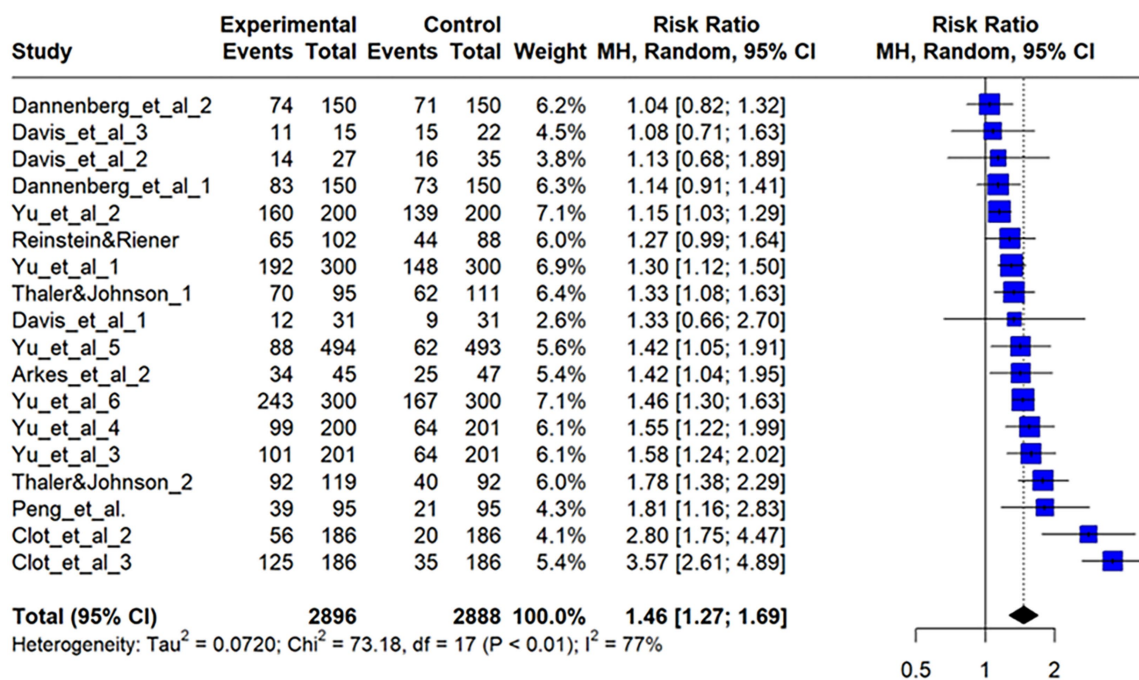 Experimental Control Risk Ratio Risk Ratio
Study Events Total Events Total Weight MH, Random, 95% CI MH, Random, 95% CI
Dannenberg_et_al_2 74 150 71 150 6.2% 1.04 [0.82; 1.32]
Davis_et_al_3 11 15 15 22 4.5% 1.08 [0.71; 1.63]
Davis_et_al_2 14 27 16 35 3.8% 1.13 [0.68; 1.89]
Dannenberg_et_al_1 83 150 73 150 6.3% 1.14 [0.91; 1.41]
Yu_et_al_2 160 200 139 200 7.1% 1.15 [1.03; 1.29]
Reinstein&Riener 65 102 44 88 6.0% 1.27 [0.99; 1.64]
Yu_et_al_1 192 300 148 300 6.9% 1.30 [1.12; 1.50]
Thaler&Johnson_1 70 95 62 111 6.4% 1.33 [1.08; 1.63]
Davis_et_al_1 12 31 9 31 2.6% 1.33 [0.66; 2.70]
Yu_et_al_5 88 494 62 493 5.6% 1.42 [1.05; 1.91]
Arkes_et_al_2 34 45 25 47 5.4% 1.42 [1.04; 1.95]
Yu_et_al_6 243 300 167 300 7.1% 1.46 [1.30; 1.63]
Yu_et_al_4 99 200 64 201 6.1% 1.55 [1.22; 1.99]
Yu_et_al_3 101 201 64 201 6.1% 1.58 [1.24; 2.02]
Thaler&Johnson_2 92 119 40 92 6.0% 1.78 [1.38; 2.29]
Peng_et_al. 39 95 21 95 4.3% 1.81 [1.16; 2.83]
Clot_et_al_2 56 186 20 186 4.1% 2.80 [1.75; 4.47]
Clot_et_al_3 125 186 35 186 5.4% 3.57 [2.61; 4.89]
Total (95% CI) 2896 2888 100.0% 1.46 [1.27; 1.69]
Heterogeneity: Tau² = 0.0720; Chi² = 73.18, df = 17 (P < 0.01); I² = 77%
0.5 1 2